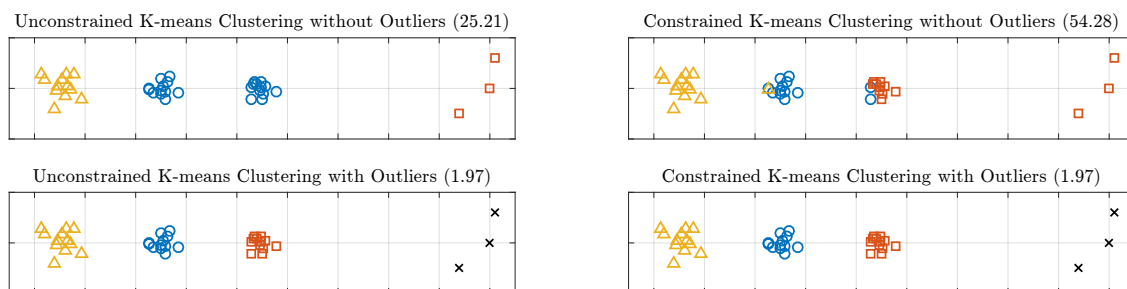 Unconstrained K-means Clustering without Outliers (25.21)
Constrained K-means Clustering without Outliers (54.28)
Unconstrained K-means Clustering with Outliers (1.97)
Constrained K-means Clustering with Outliers (1.97)